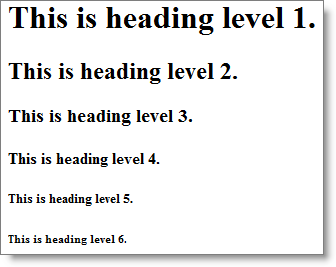 This is heading level 1.
This is heading level 2.
This is heading level 3.
This is heading level 4.
This is heading level 5.
This is heading level 6.